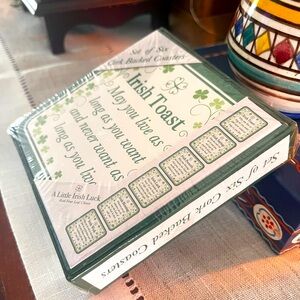 Set of Six
Cork Backed Coasters
Irish Toast
May you live as
long as you want
and never want as
long as you live
A Little Irish Luck
Set of Six Cork Backed Coasters